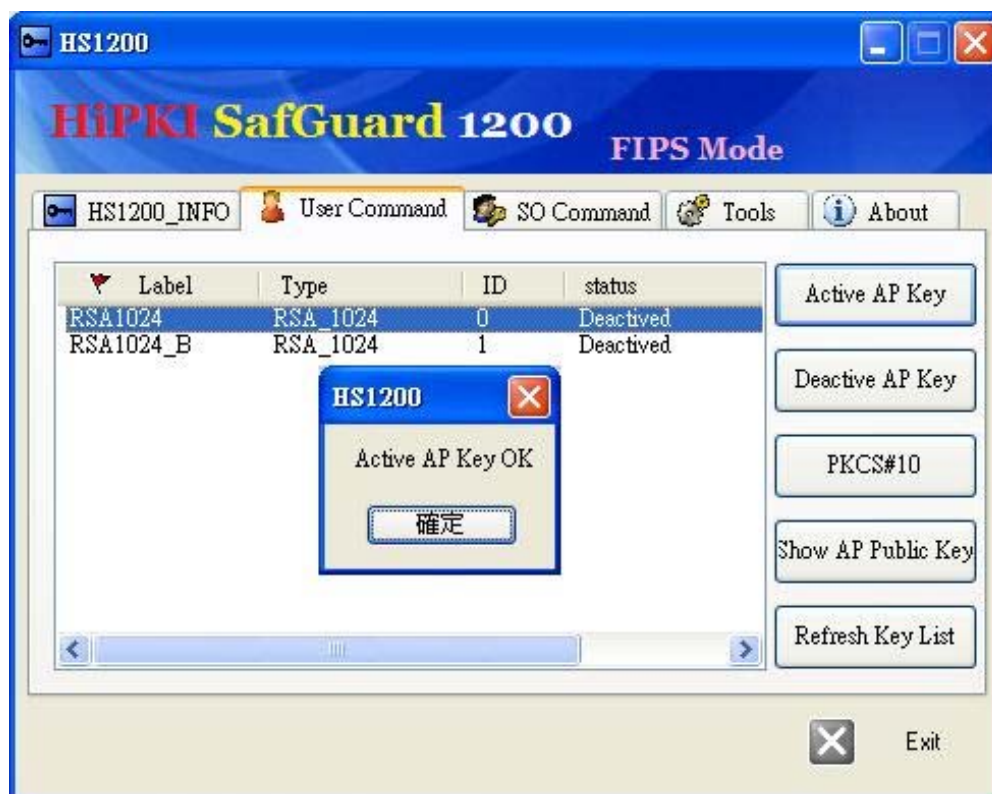 HS1200
HiPKI SafGuard 1200 FIPS Mode
HS1200_INFO User Command SO Command Tools About
Label Type ID status
RSA1024 RSA_1024 0 Deactived
RSA1024_B RSA_1024 1 Deactived
HS1200
Active AP Key OK
確定
Active AP Key
Deactive AP Key
PKCS#10
Show AP Public Key
Refresh Key List
Exit